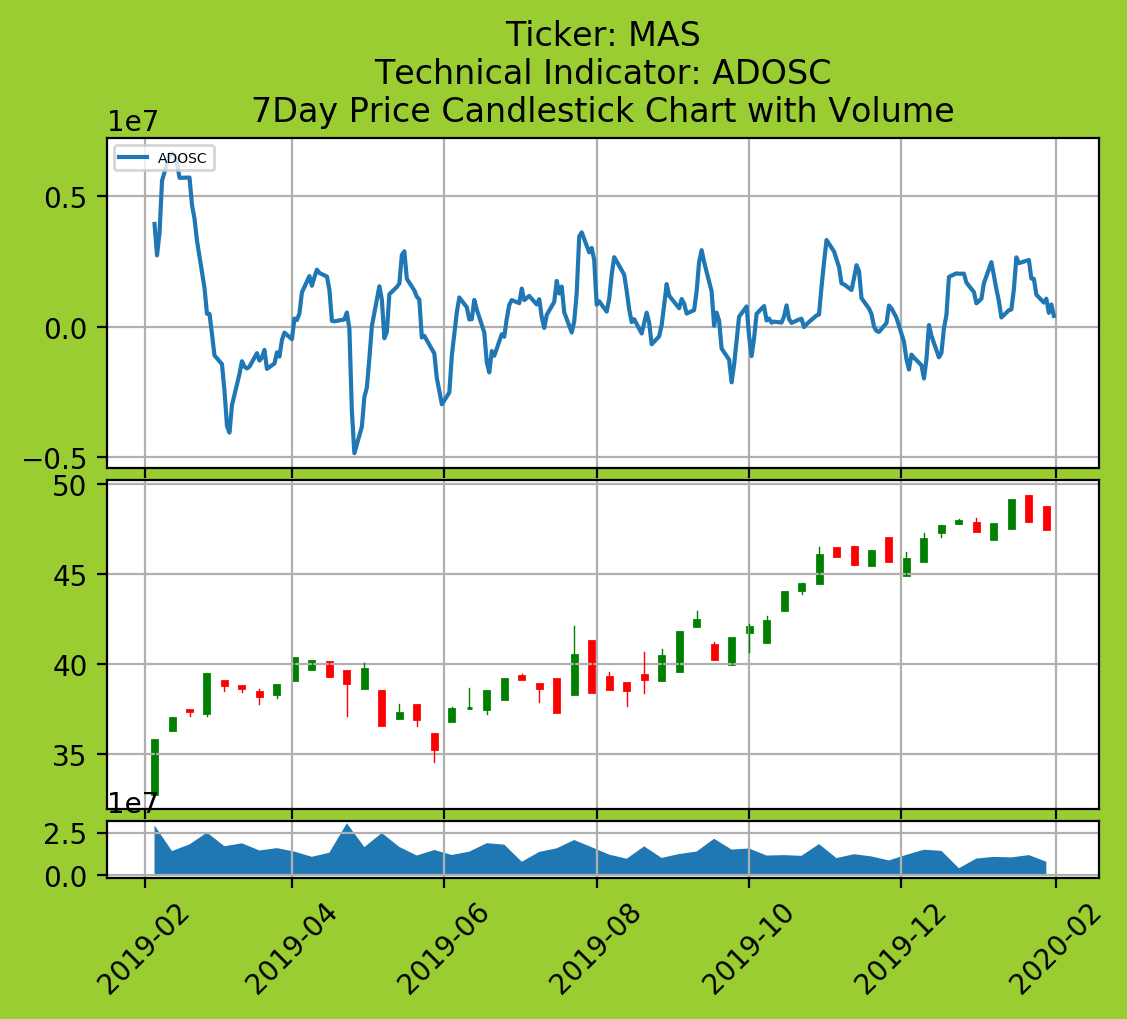 Ticker: MAS
Technical Indicator: ADOSC
7Day Price Candlestick Chart with Volume
1e7
ADOSC
0.5
0.0
−0.5
50
45
40
35
1e7
2.5
0.0
2019-02 2019-04 2019-06 2019-08 2019-10 2019-12 2020-02